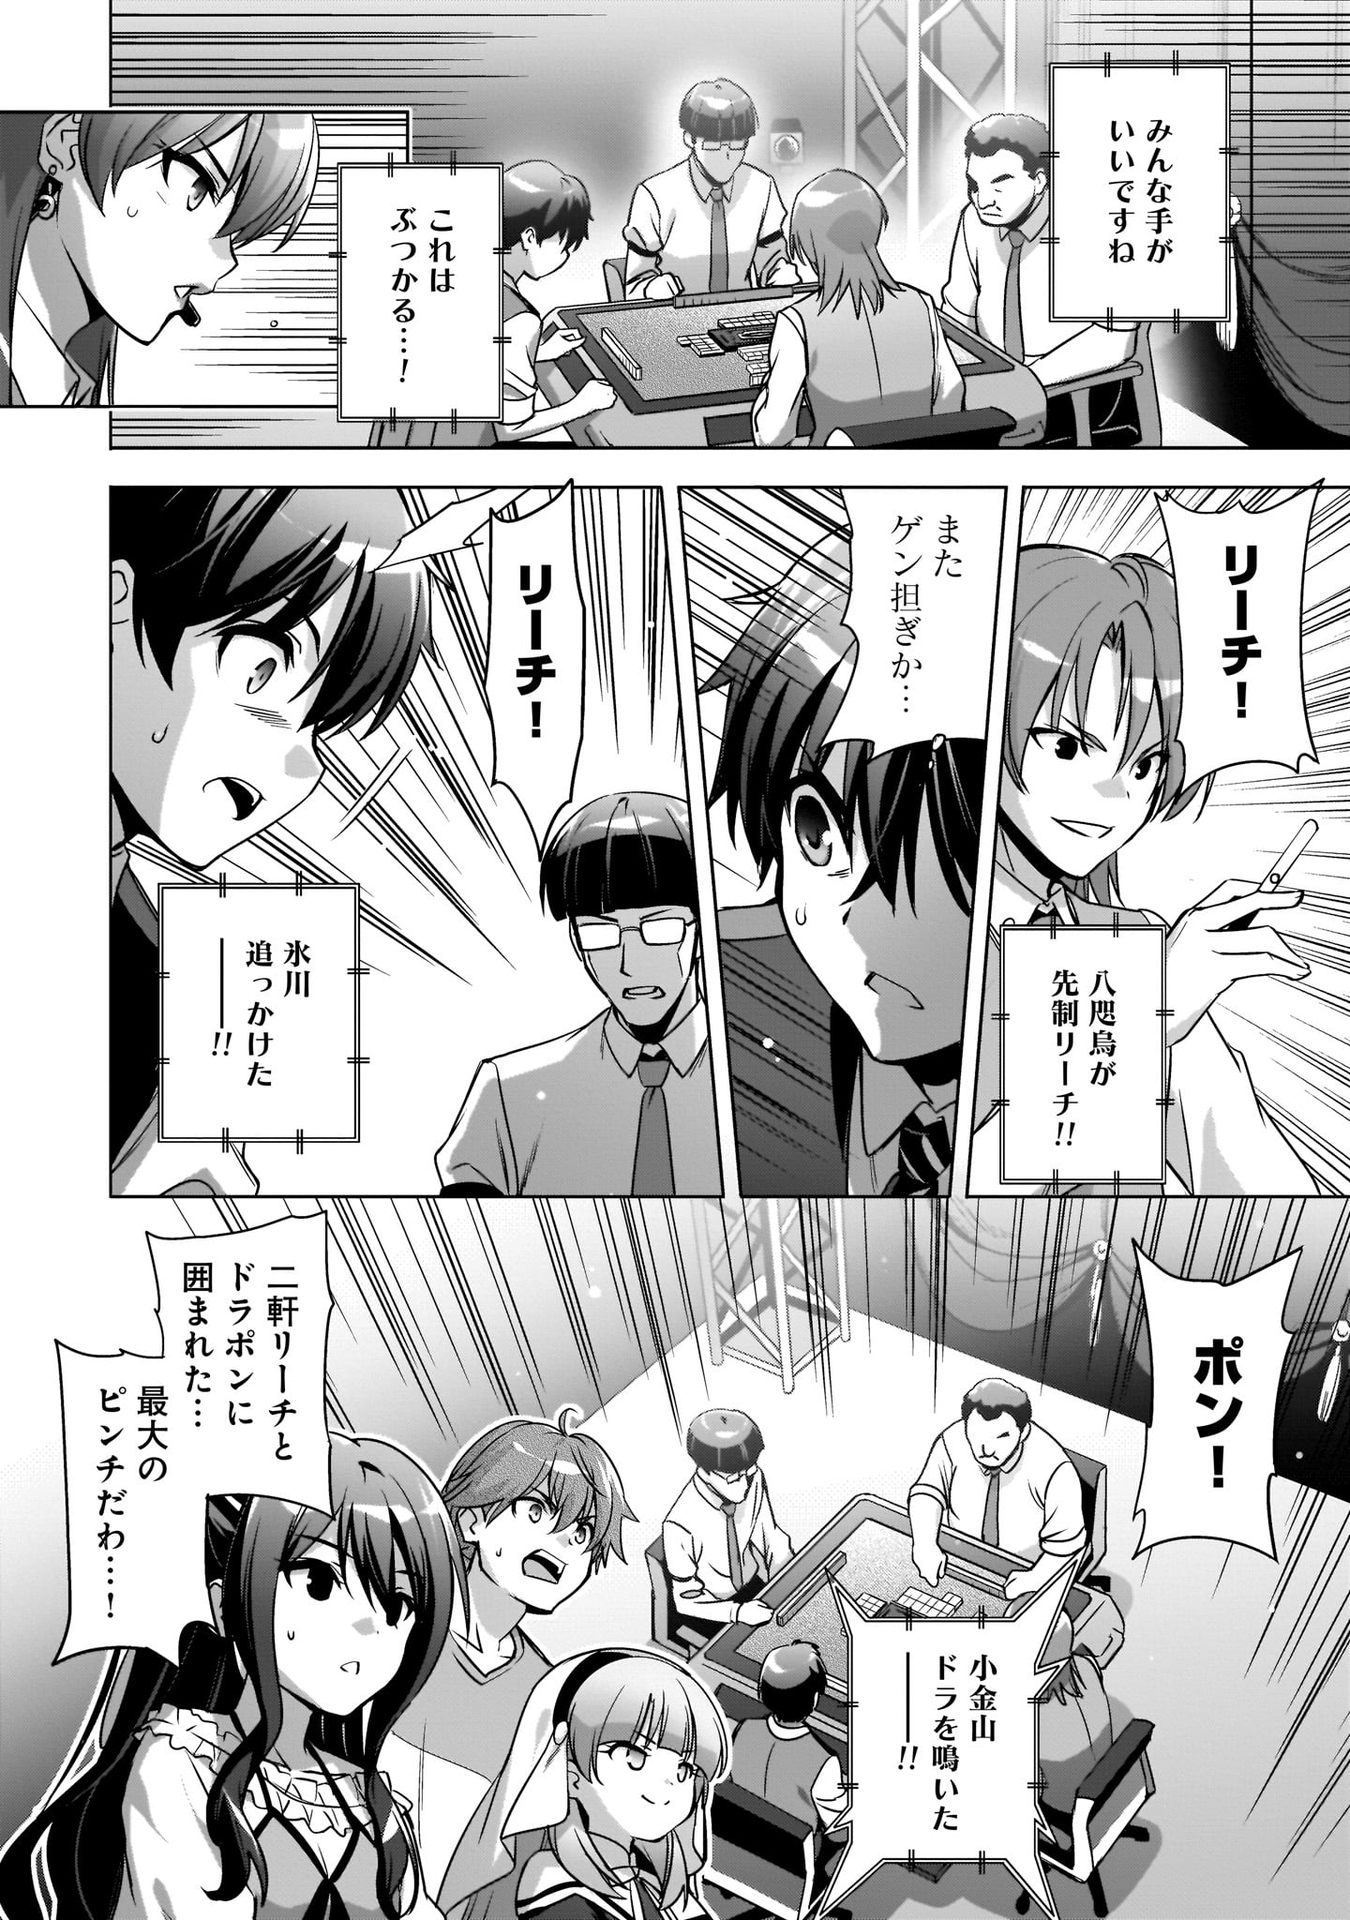 みんな手が
いいですね
これは
ぶつかる…！
リーチ！
八咫烏が
先制リーチ!!
また
ゲン担ぎか…
リーチ！
氷川
追っかけた
――!!
ポン！
小金山
ドラを鳴いた
――!!
二軒リーチと
ドラポンに
囲まれた…
最大の
ピンチだわ…！